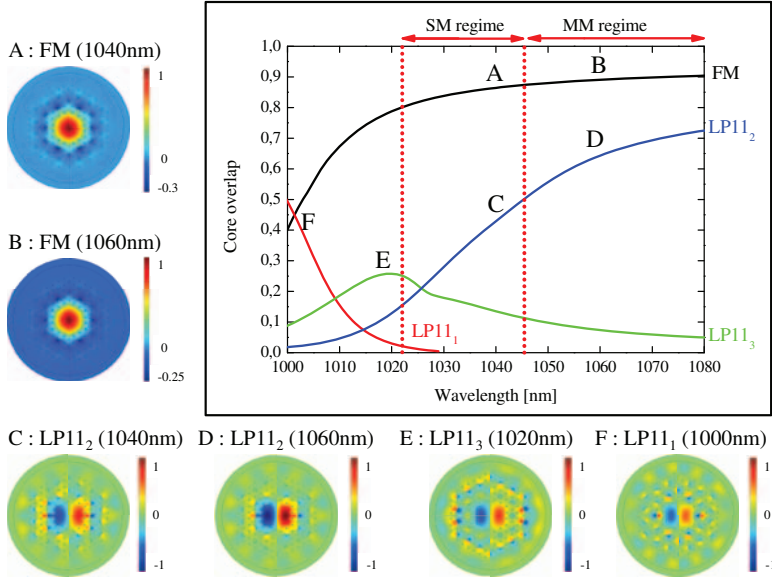 A : FM (1040nm)
1
0
-0.3
B : FM (1060nm)
1
0
-0.25
SM regime
MM regime
1,0
0,9
0,8
0,7
0,6
0,5
0,4
0,3
0,2
0,1
0,0
Core overlap
A
B
C
D
E
F
FM
LP11₂
LP11₃
LP11₁
1000 1010 1020 1030 1040 1050 1060 1070 1080
Wavelength [nm]
C : LP11₂ (1040nm)
1
0
-1
D : LP11₂ (1060nm)
1
0
-1
E : LP11₃ (1020nm)
1
0
-1
F : LP11₁ (1000nm)
1
0
-1